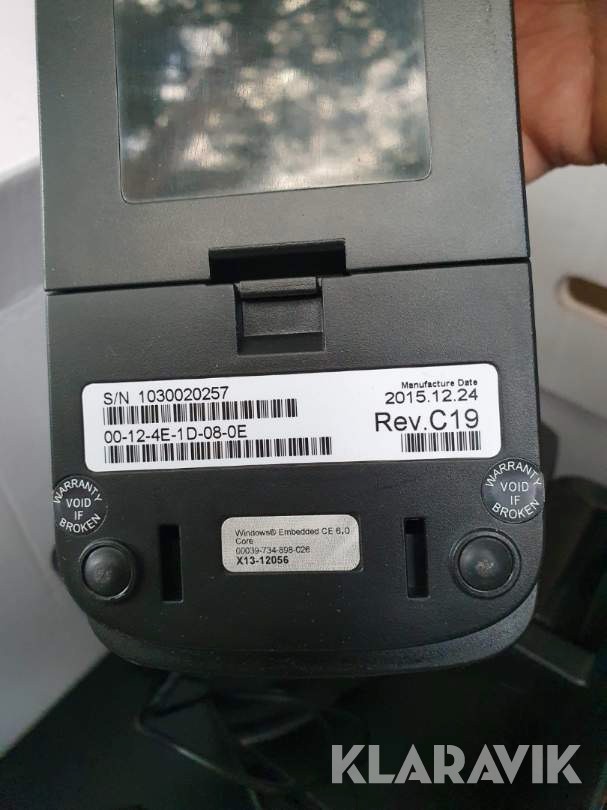 S/N 1030020257
Manufacture Date
2015.12.24
00-12-4E-1D-08-0E
Rev.C19
WARRANTY
VOID
IF
BROKEN
WARRANTY
VOID
IF
BROKEN
Windows® Embedded CE 6.0
Core
00039-734-898-026
X13-12056
KLARAVIK